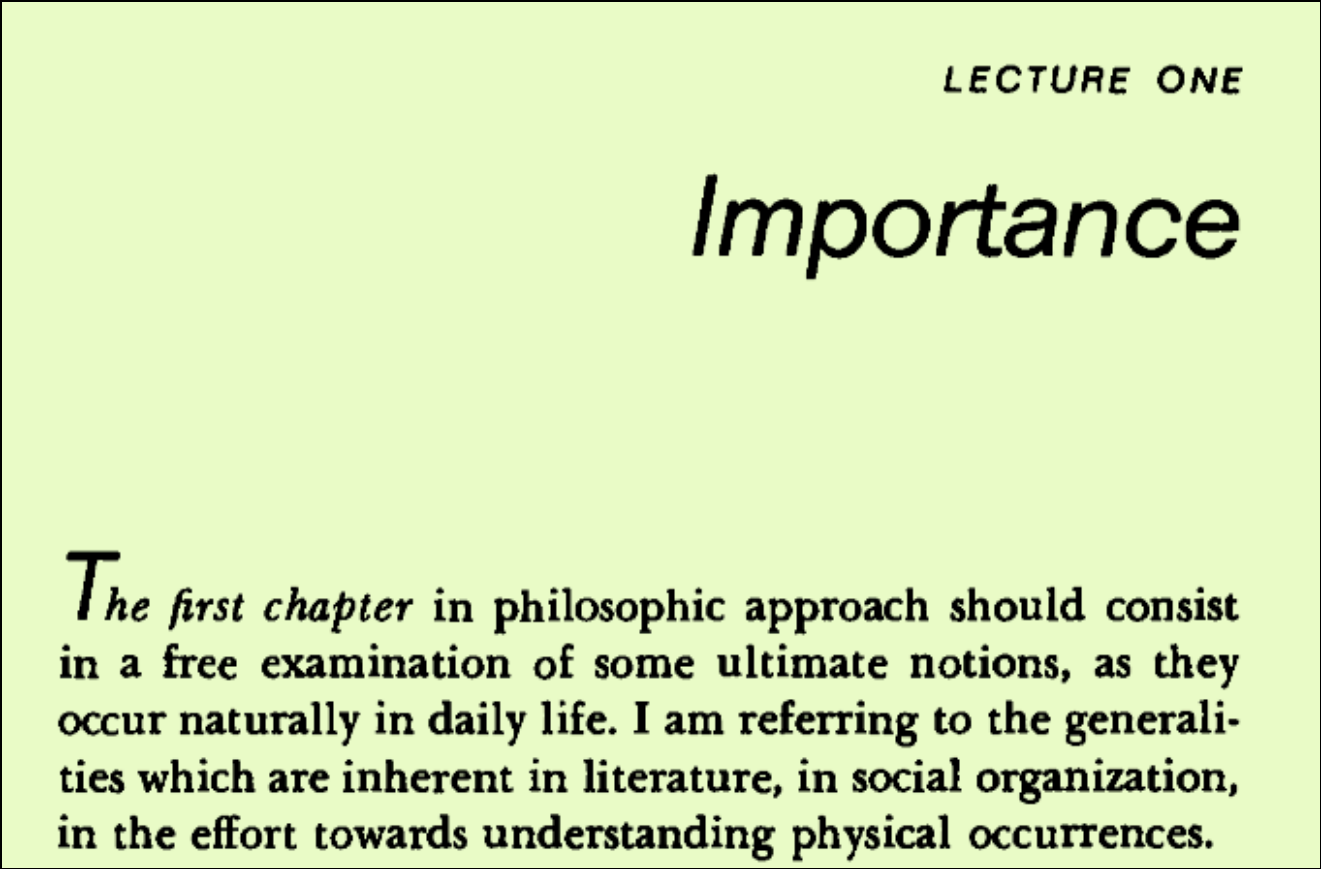 LECTURE ONE
Importance
The first chapter in philosophic approach should consist
in a free examination of some ultimate notions, as they
occur naturally in daily life. I am referring to the generali-
ties which are inherent in literature, in social organization,
in the effort towards understanding physical occurrences.